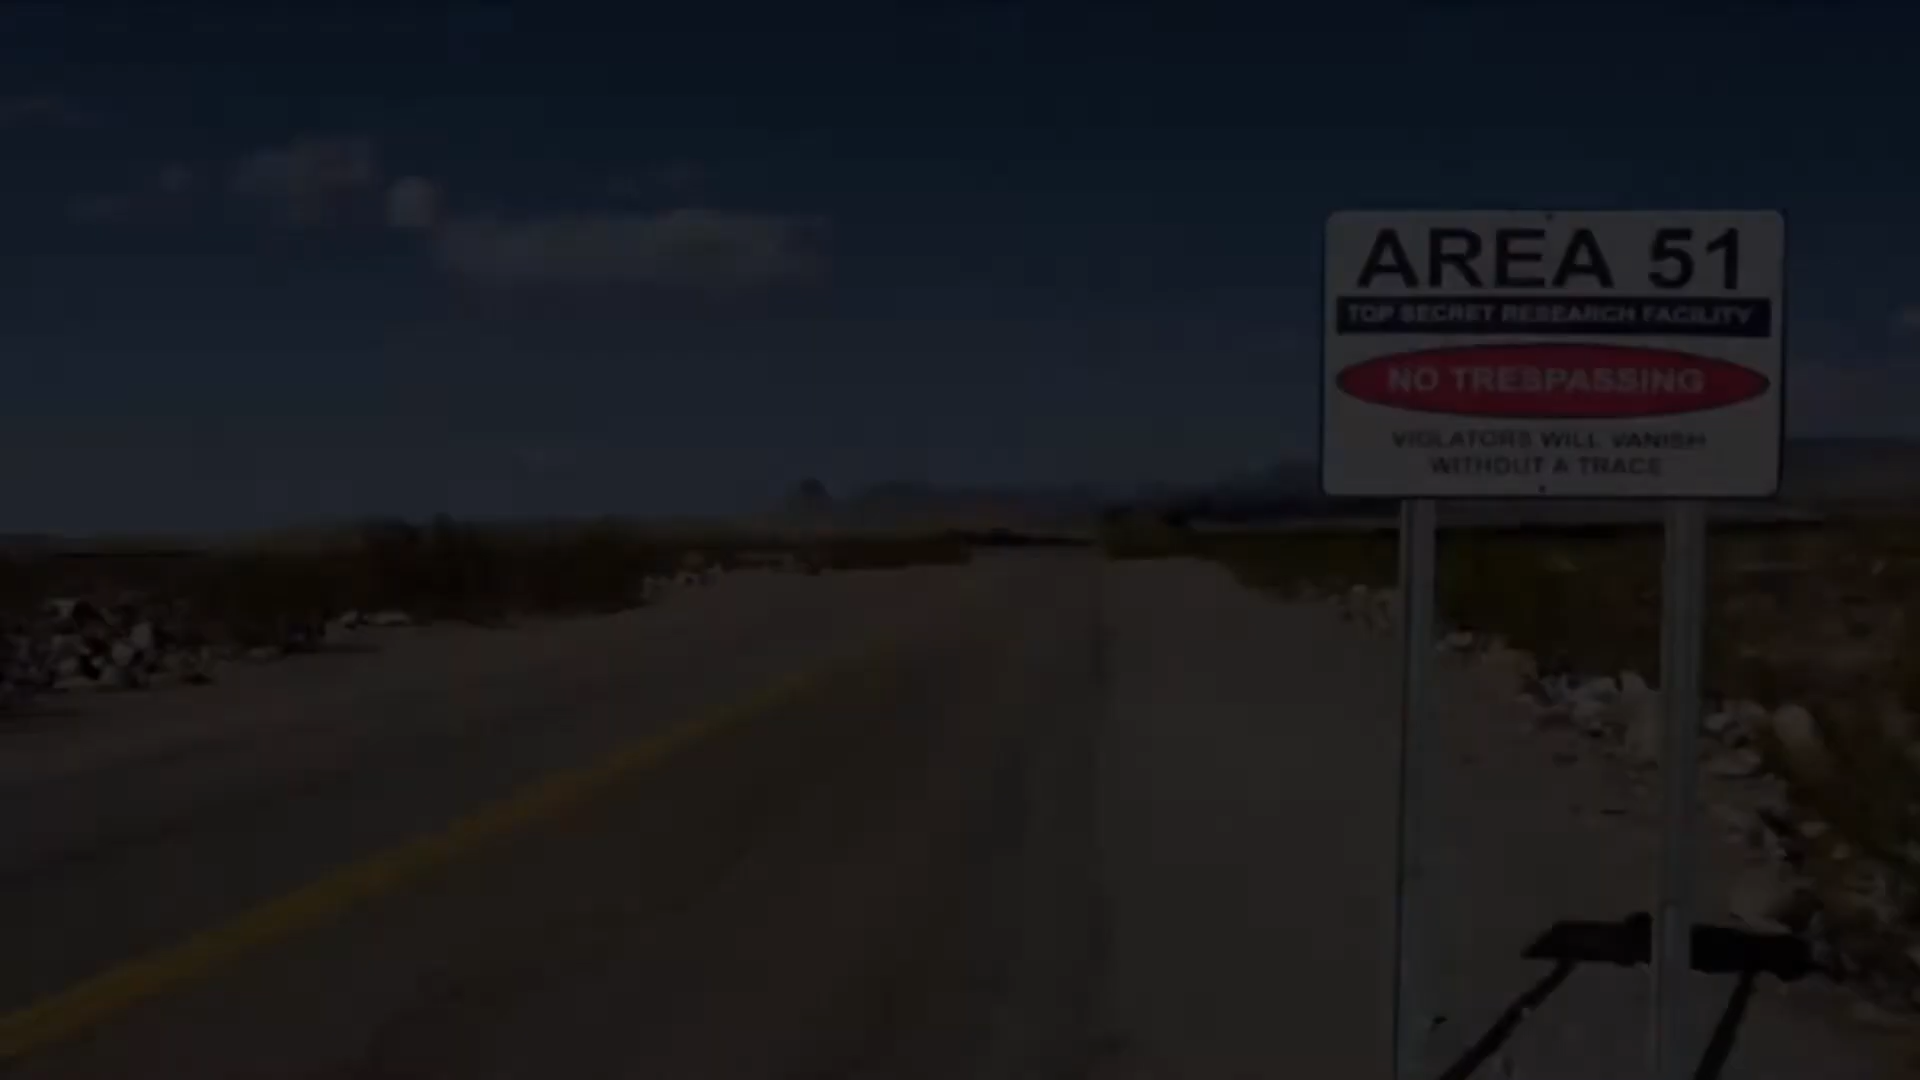 AREA 51
TOP SECRET RESEARCH FACILITY
NO TRESPASSING
VIOLATORS WILL VANISH
WITHOUT A TRACE